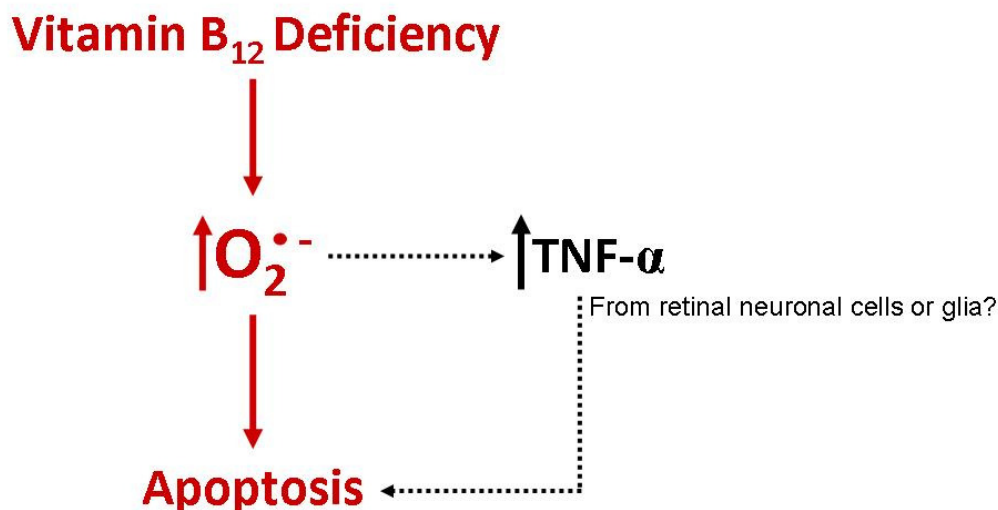 Vitamin B₁₂ Deficiency
↑O₂•⁻
↑TNF-α
From retinal neuronal cells or glia?
Apoptosis